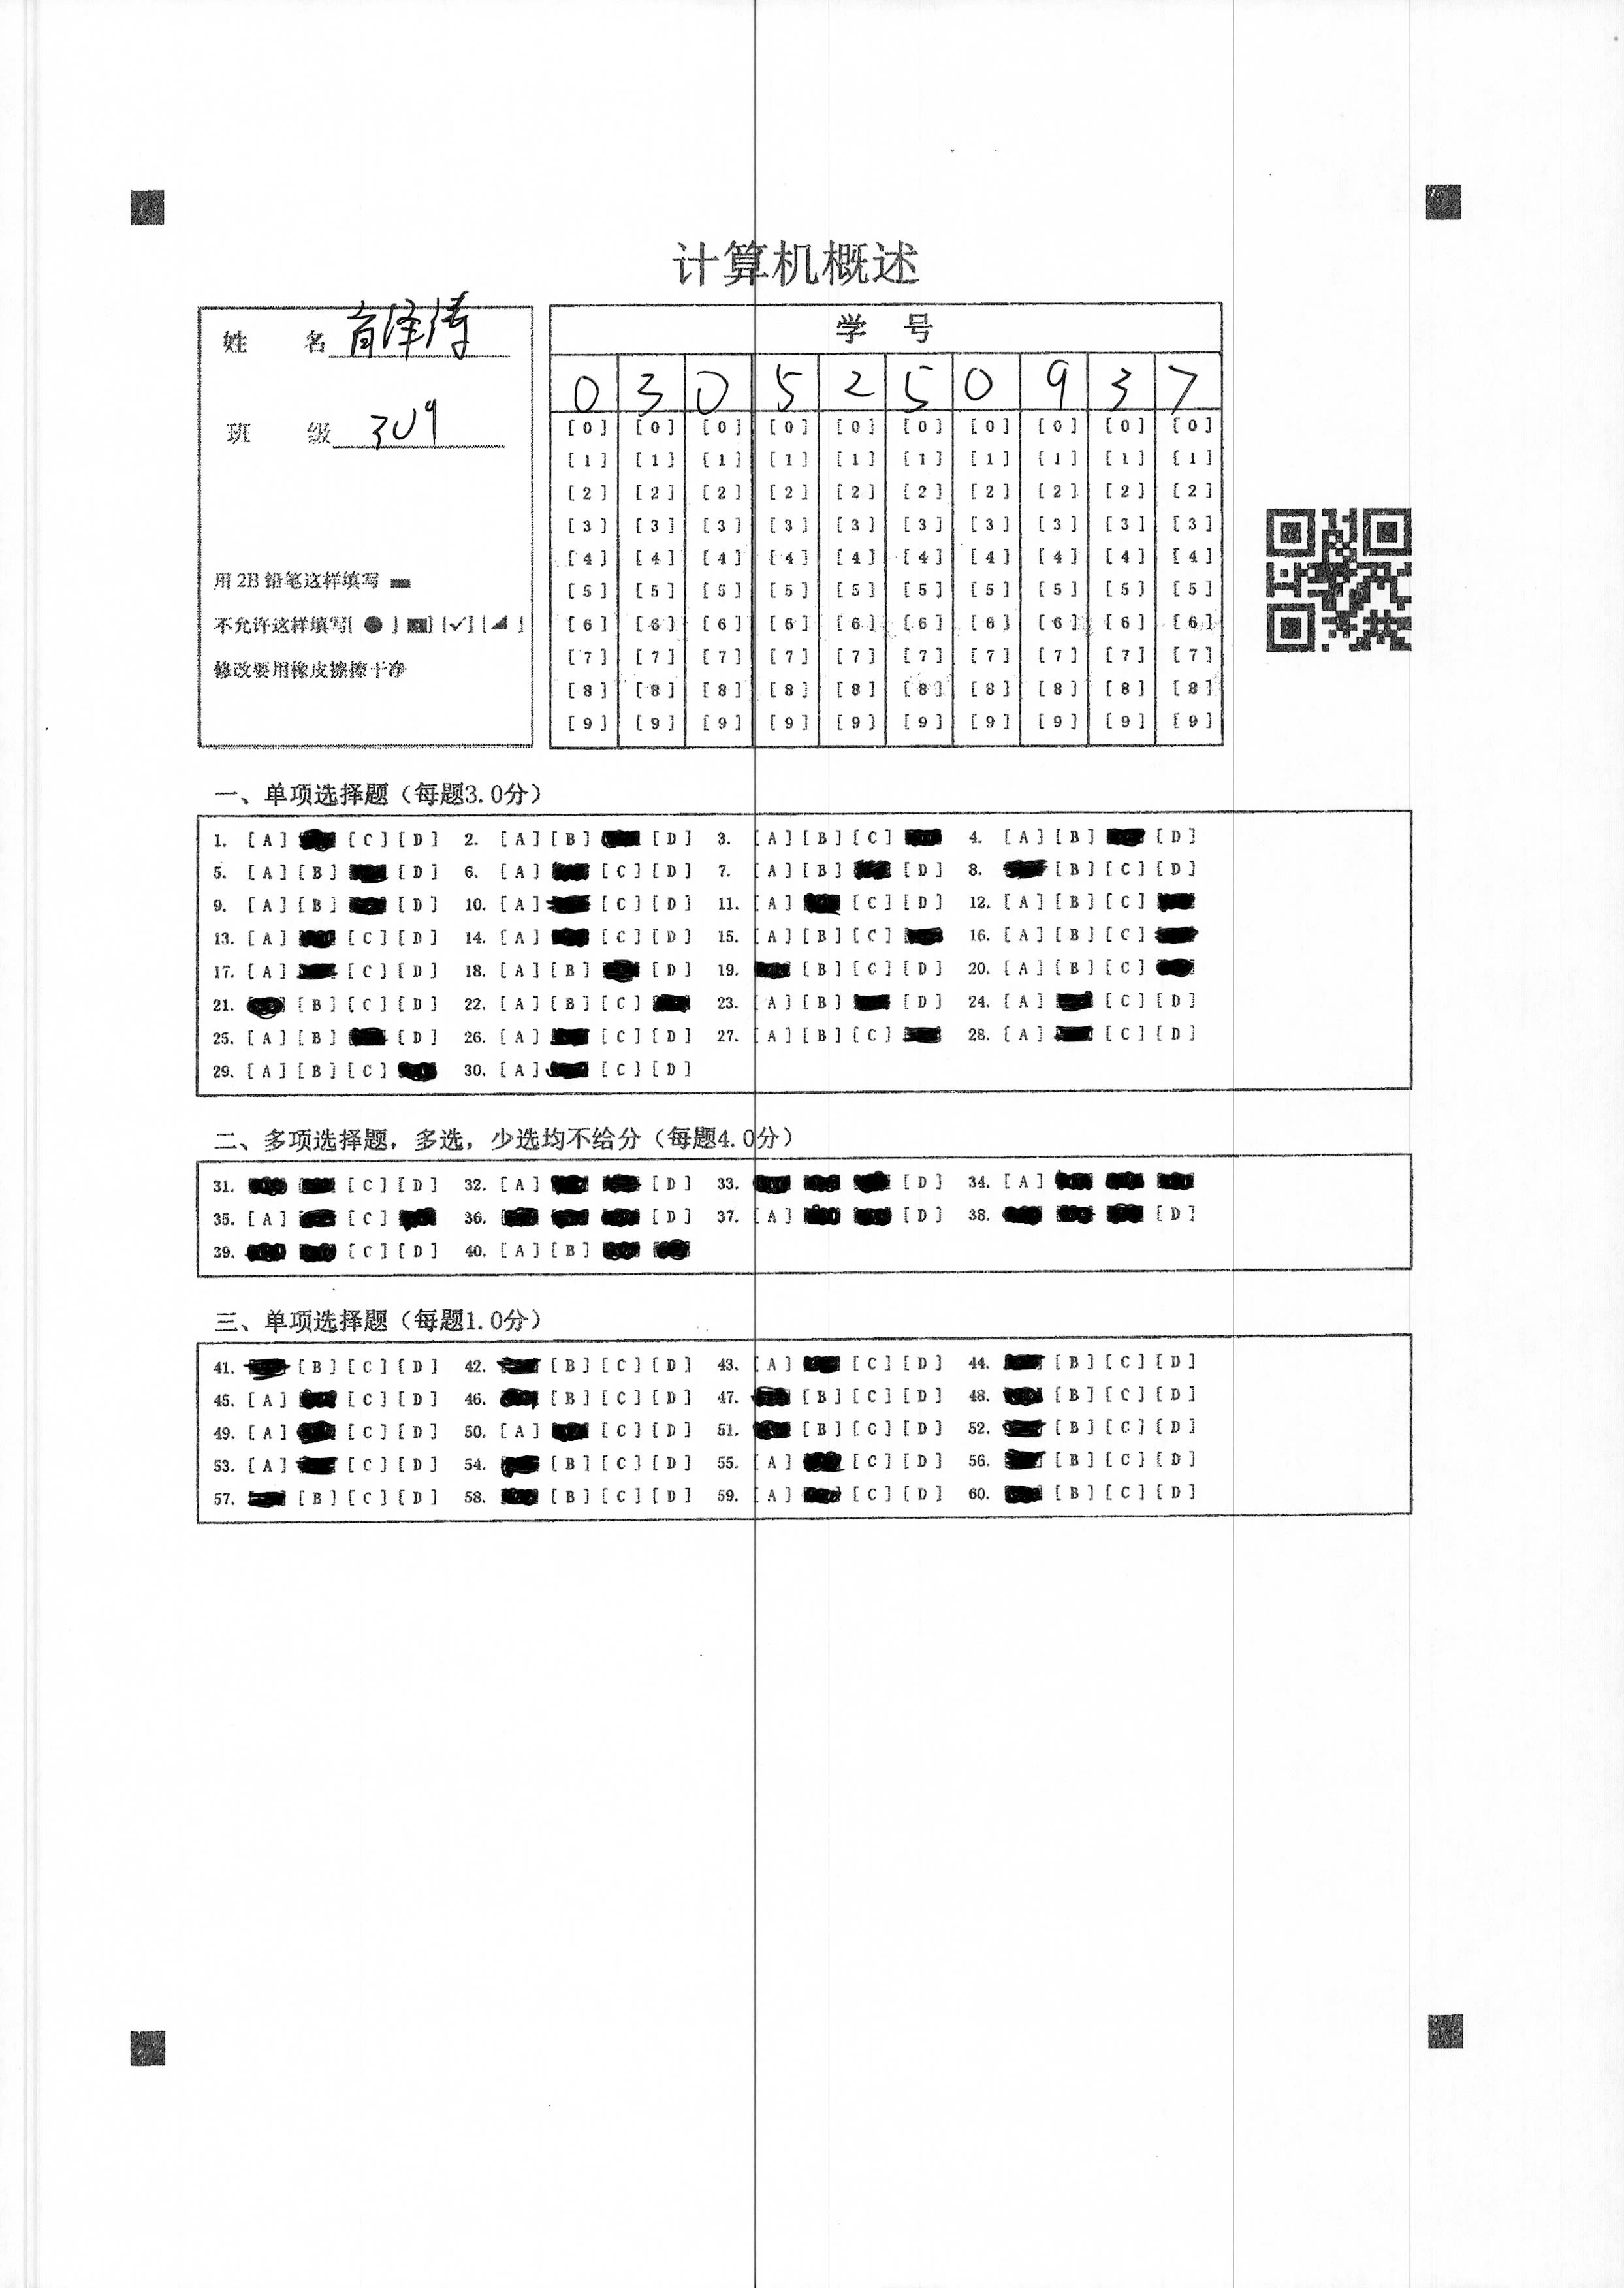 计算机概述
姓 名 肖泽涛
班 级 309
用 2B 铅笔这样填写
不允许这样填写[ ● ] [■] [✓] [◢ ]
修改要用橡皮擦擦干净
学 号
0 3 0 5 2 5 0 9 3 7
[0] [0] [0] [0] [0] [0] [0] [0] [0] [0]
[1] [1] [1] [1] [1] [1] [1] [1] [1] [1]
[2] [2] [2] [2] [2] [2] [2] [2] [2] [2]
[3] [3] [3] [3] [3] [3] [3] [3] [3] [3]
[4] [4] [4] [4] [4] [4] [4] [4] [4] [4]
[5] [5] [5] [5] [5] [5] [5] [5] [5] [5]
[6] [6] [6] [6] [6] [6] [6] [6] [6] [6]
[7] [7] [7] [7] [7] [7] [7] [7] [7] [7]
[8] [8] [8] [8] [8] [8] [8] [8] [8] [8]
[9] [9] [9] [9] [9] [9] [9] [9] [9] [9]
一、单项选择题（每题3.0分）
1. [A] [C] [D] 2. [A] [B] [D] 3. [A] [B] [C] 4. [A] [B] [D]
5. [A] [B] [D] 6. [A] [C] [D] 7. [A] [B] [D] 8. [B] [C] [D]
9. [A] [B] [D] 10. [A] [C] [D] 11. [A] [C] [D] 12. [A] [B] [C]
13. [A] [C] [D] 14. [A] [C] [D] 15. [A] [B] [C] 16. [A] [B] [C]
17. [A] [C] [D] 18. [A] [B] [D] 19. [B] [C] [D] 20. [A] [B] [C]
21. [B] [C] [D] 22. [A] [B] [C] 23. [A] [B] [D] 24. [A] [C] [D]
25. [A] [B] [D] 26. [A] [C] [D] 27. [A] [B] [C] 28. [A] [C] [D]
29. [A] [B] [C] 30. [A] [C] [D]
二、多项选择题，多选，少选均不给分（每题4.0分）
31. [C] [D] 32. [A] [D] 33. [D] 34. [A]
35. [A] [C] 36. [D] 37. [A] [D] 38. [D]
39. [C] [D] 40. [A] [B]
三、单项选择题（每题1.0分）
41. [B] [C] [D] 42. [B] [C] [D] 43. [A] [C] [D] 44. [B] [C] [D]
45. [A] [C] [D] 46. [B] [C] [D] 47. [B] [C] [D] 48. [B] [C] [D]
49. [A] [C] [D] 50. [A] [C] [D] 51. [B] [C] [D] 52. [B] [C] [D]
53. [A] [C] [D] 54. [B] [C] [D] 55. [A] [C] [D] 56. [B] [C] [D]
57. [B] [C] [D] 58. [B] [C] [D] 59. [A] [C] [D] 60. [B] [C] [D]